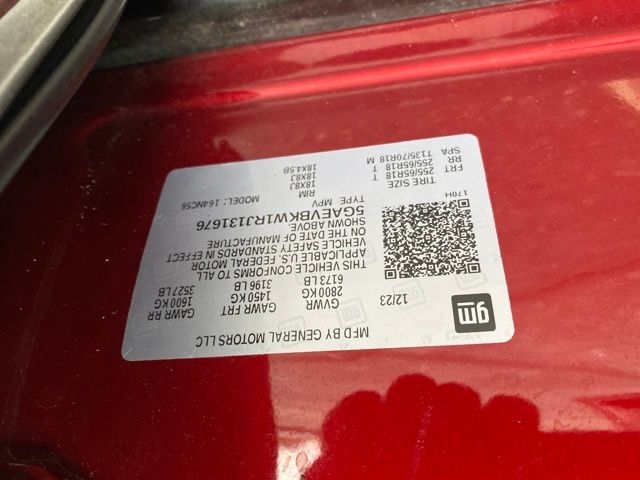 MFD BY GENERAL MOTORS LLC
gm
12/23
GVWR GAWR FRT GAWR RR
2800 KG 1450 KG 1600 KG
6173 LB 3196 LB 3527 LB
THIS VEHICLE CONFORMS TO ALL
APPLICABLE U.S. FEDERAL MOTOR
VEHICLE SAFETY STANDARDS IN EFFECT
ON THE DATE OF MANUFACTURE
SHOWN ABOVE.
5GAEVBKW1RJ131676
TYPE: MPV MODEL: 164NC56
170H
TIRE SIZE RIM
FRT 255/65R18 T 18X8J
RR 255/65R18 T 18X8J
SPA T135/70R18 M 18X4.5B